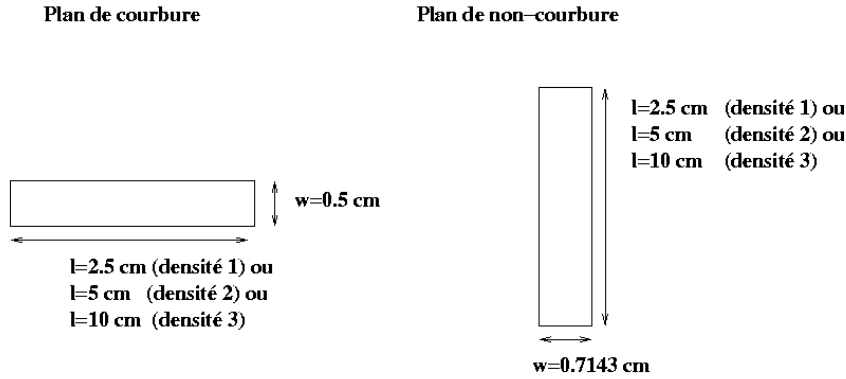 Plan de courbure
Plan de non–courbure
l=2.5 cm (densité 1) ou
l=5 cm (densité 2) ou
l=10 cm (densité 3)
w=0.5 cm
l=2.5 cm (densité 1) ou
l=5 cm (densité 2) ou
l=10 cm (densité 3)
w=0.7143 cm